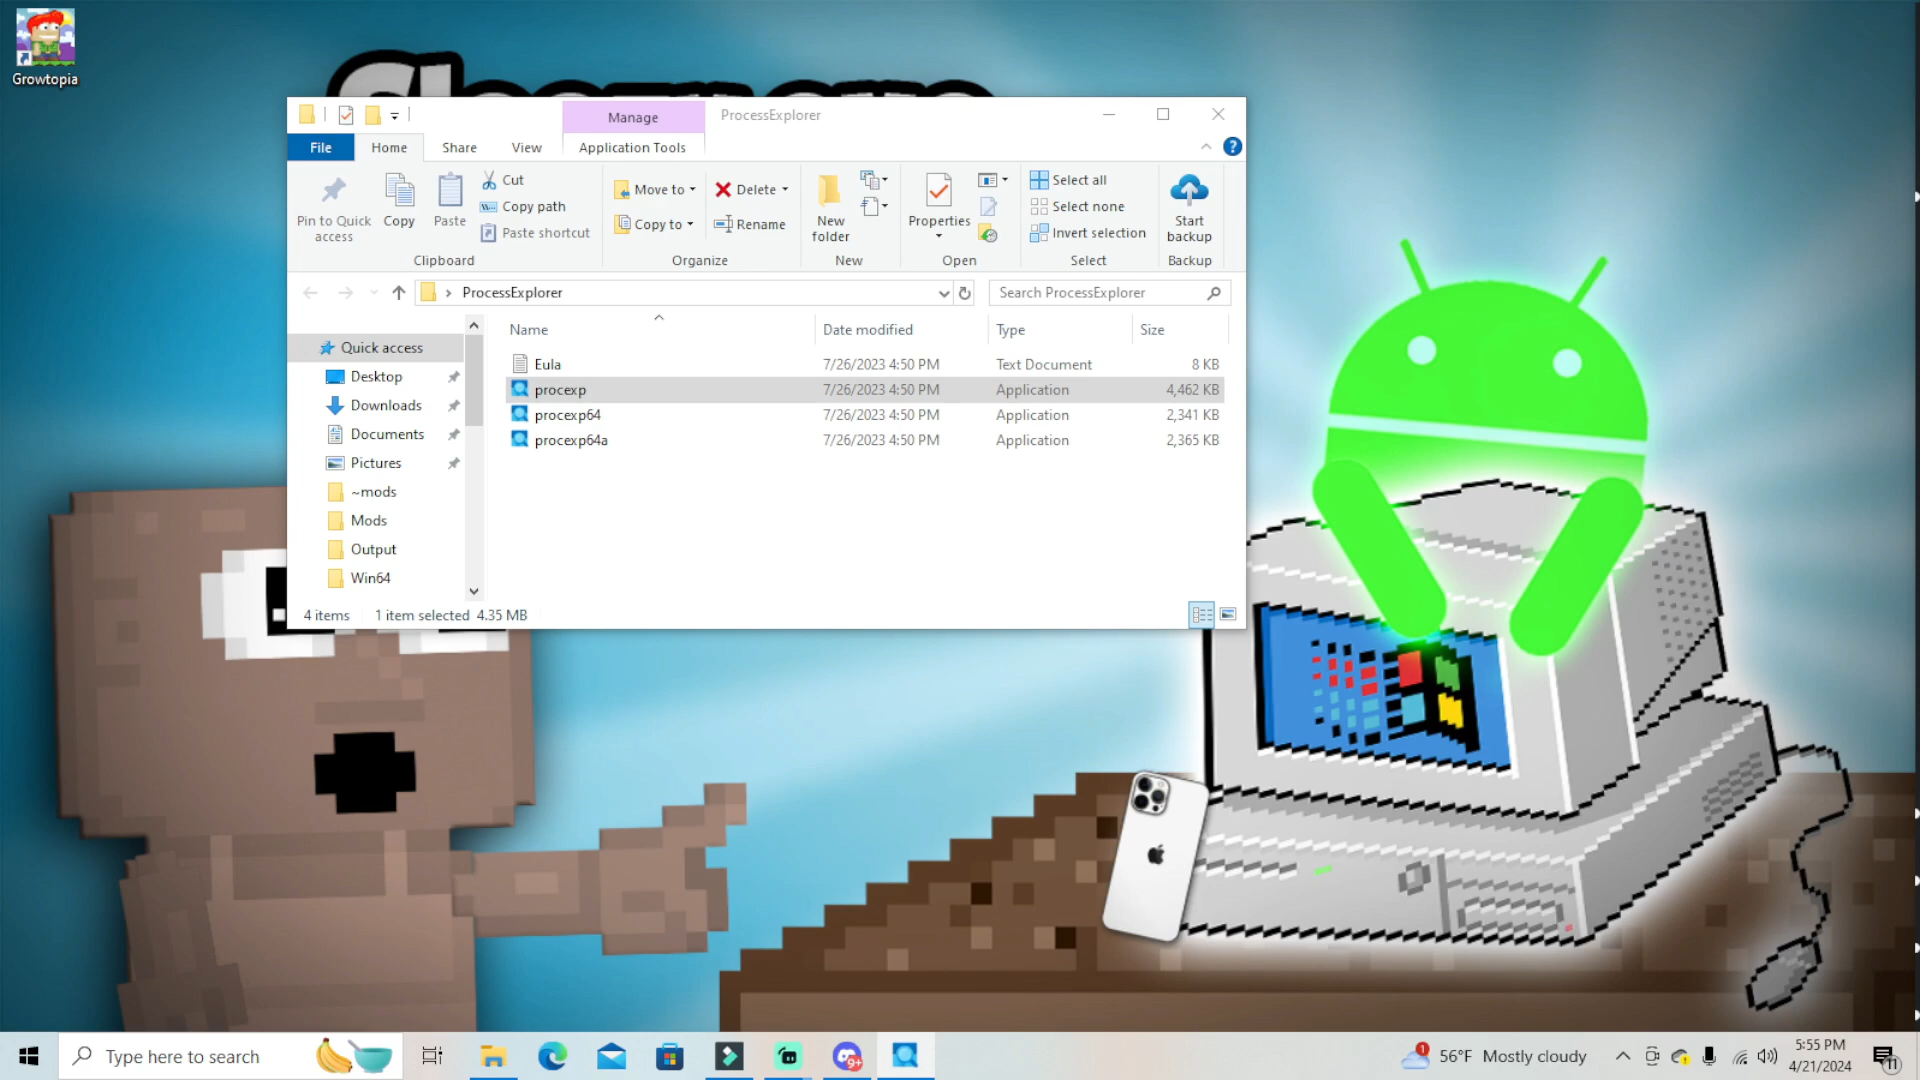 Growtopia
Manage
ProcessExplorer
File
Home
Share
View
Application Tools
Pin to Quick
access
Copy
Paste
Cut
Copy path
Paste shortcut
Clipboard
Move to
Copy to
Delete
Rename
Organize
New
folder
New
Properties
Open
Select all
Select none
Invert selection
Select
Start
backup
Backup
ProcessExplorer
Search ProcessExplorer
Name Date modified Type Size
Quick access
Desktop
Downloads
Documents
Pictures
~mods
Mods
Output
Win64
Eula 7/26/2023 4:50 PM Text Document 8 KB
procexp 7/26/2023 4:50 PM Application 4,462 KB
procexp64 7/26/2023 4:50 PM Application 2,341 KB
procexp64a 7/26/2023 4:50 PM Application 2,365 KB
4 items 1 item selected 4.35 MB
Type here to search
9+
1
56°F Mostly cloudy
5:55 PM
4/21/2024
11